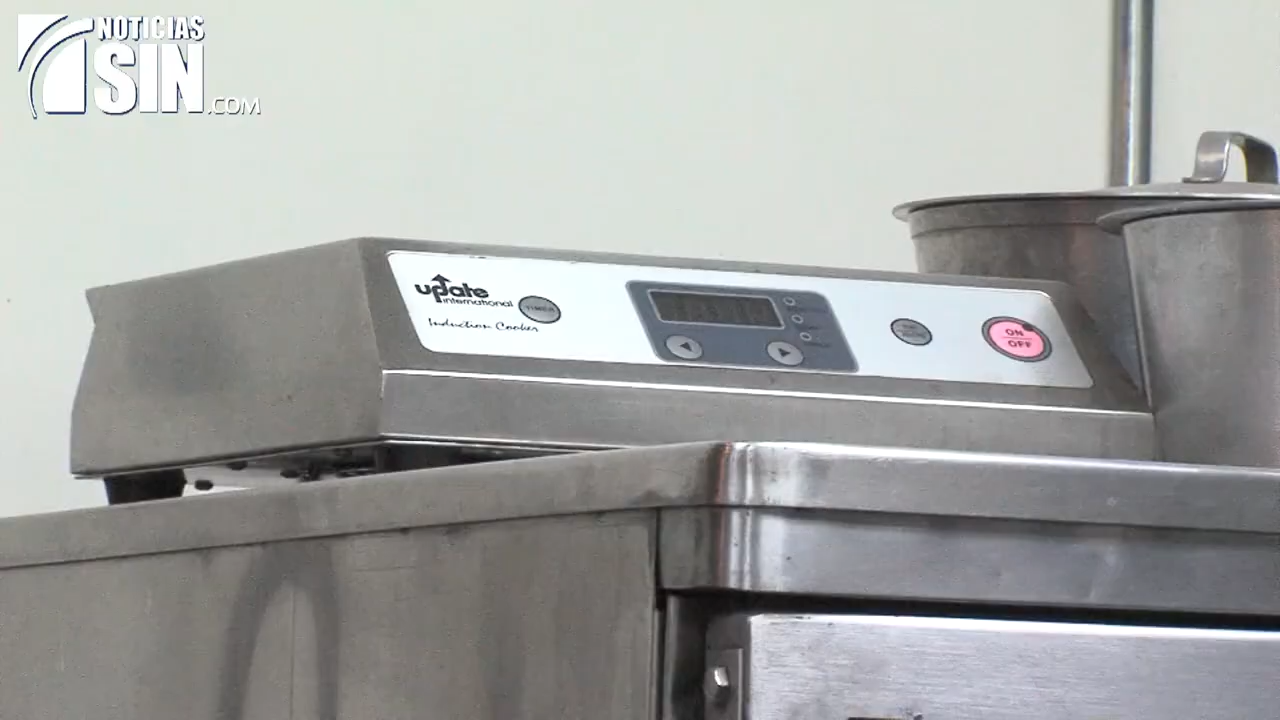 NOTICIAS
SIN.COM
update
international
Induction Cooker
TIMER
ON
OFF